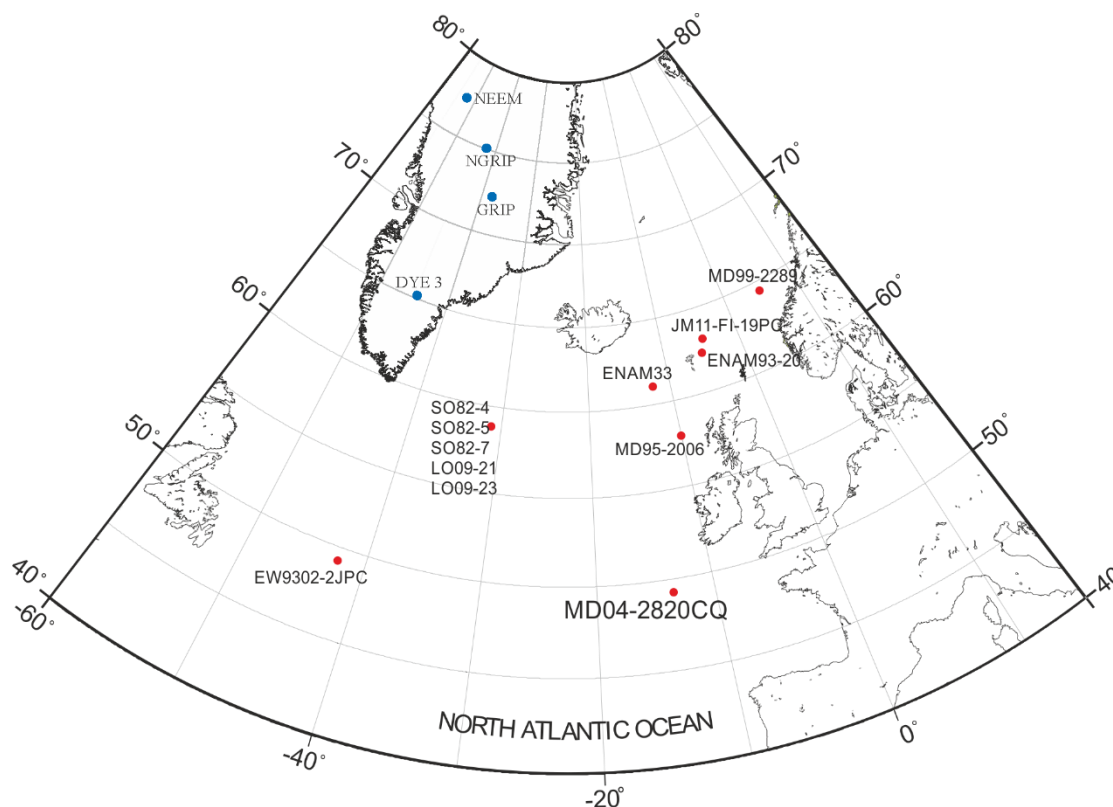 80°
80°
NEEM
NGRIP
70°
70°
GRIP
DYE 3
MD99-2289
60°
60°
JM11-FI-19PC
ENAM93-20
ENAM33
SO82-4
SO82-5
SO82-7
LO09-21
LO09-23
MD95-2006
50°
50°
EW9302-2JPC
MD04-2820CQ
40°
40°
-60°
NORTH ATLANTIC OCEAN
0°
-40°
-20°